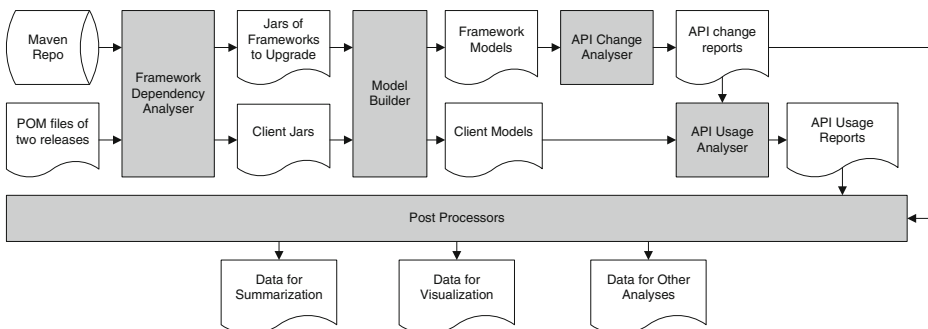 Maven
Repo
Framework
Dependency
Analyser
Jars of
Frameworks
to Upgrade
Model
Builder
Framework
Models
API Change
Analyser
API change
reports
POM files of
two releases
Client Jars
Client Models
API Usage
Analyser
API Usage
Reports
Post Processors
Data for
Summarization
Data for
Visualization
Data for Other
Analyses